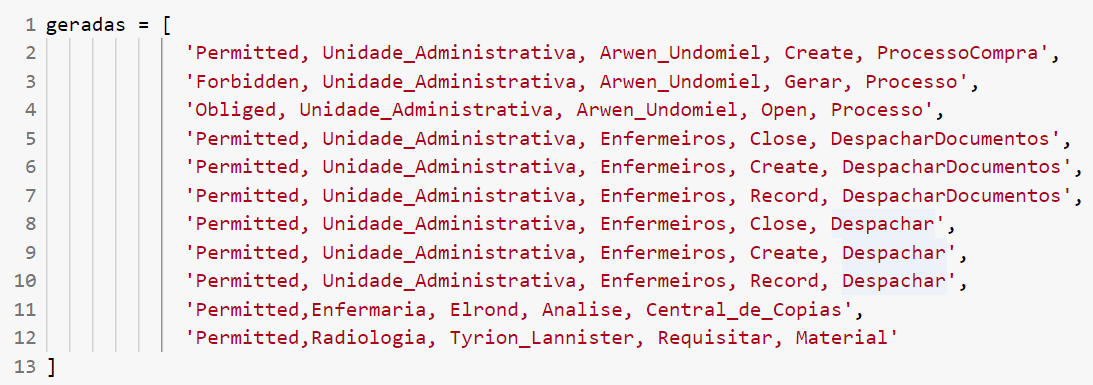 1 geradas = [
2 'Permitted, Unidade_Administrativa, Arwen_Undomiel, Create, ProcessoCompra',
3 'Forbidden, Unidade_Administrativa, Arwen_Undomiel, Gerar, Processo',
4 'Obliged, Unidade_Administrativa, Arwen_Undomiel, Open, Processo',
5 'Permitted, Unidade_Administrativa, Enfermeiros, Close, DespacharDocumentos',
6 'Permitted, Unidade_Administrativa, Enfermeiros, Create, DespacharDocumentos',
7 'Permitted, Unidade_Administrativa, Enfermeiros, Record, DespacharDocumentos',
8 'Permitted, Unidade_Administrativa, Enfermeiros, Close, Despachar',
9 'Permitted, Unidade_Administrativa, Enfermeiros, Create, Despachar',
10 'Permitted, Unidade_Administrativa, Enfermeiros, Record, Despachar',
11 'Permitted,Enfermaria, Elrond, Analise, Central_de_Copias',
12 'Permitted,Radiologia, Tyrion_Lannister, Requisitar, Material'
13 ]